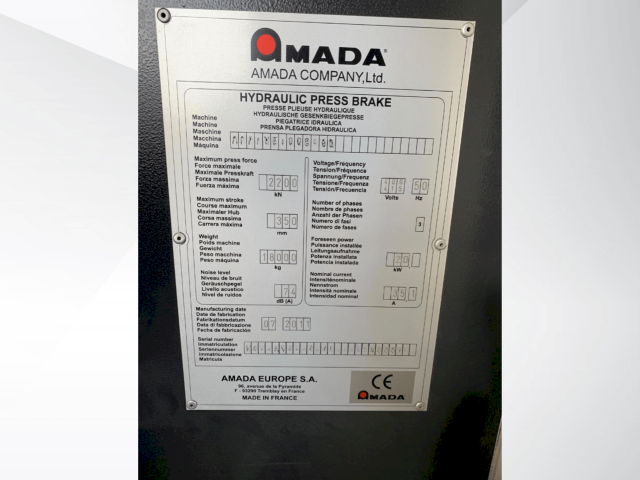 AMADA®
AMADA COMPANY,Ltd.
HYDRAULIC PRESS BRAKE
PRESSE PLIEUSE HYDRAULIQUE
HYDRAULISCHE GESENKBIEGEPRESSE
PIEGATRICE IDRAULICA
PRENSA PLEGADORA HIDRAULICA
Machine
Machine
Maschine
Macchina
Máquina
Maximum press force
Force maximale
Maximale Presskraft
Forza massima
Fuerza máxima
2200
kN
Maximum stroke
Course maximum
Maximaler Hub
Corsa massima
Carrera máxima
350
mm
Weight
Poids machine
Gewicht
Peso macchina
Peso máquina
18000
kg
Noise level
Niveau de bruit
Geräuschpegel
Livello acustico
Nivel de ruidos
74
dB (A)
Voltage/Frequency
Tension/Fréquence
Spannung/Frequenz
Tensione/Frequenza
Tensión/Frecuencia
Volts
50
Hz
Number of phases
Nombre de phases
Anzahl der Phasen
Numero di fasi
Número de fases
3
Foreseen power
Puissance installée
Leitungsaufnahme
Potenza installata
Potencia instalada
20
kW
Nominal current
Intensiténominale
Nennstrom
Intensità nominale
Intensidad nominal
A
Manufacturing date
Date de fabrication
Fabrikationsdatum
Data di fabbricazione
Fecha de fabricación
07 2011
Serial number
immatriculation
Seriennummer
immatricolazione
Matrícula
AMADA EUROPE S.A.
96, avenue de la Pyramide
F - 93290 Tremblay en France
MADE IN FRANCE
CE
AMADA